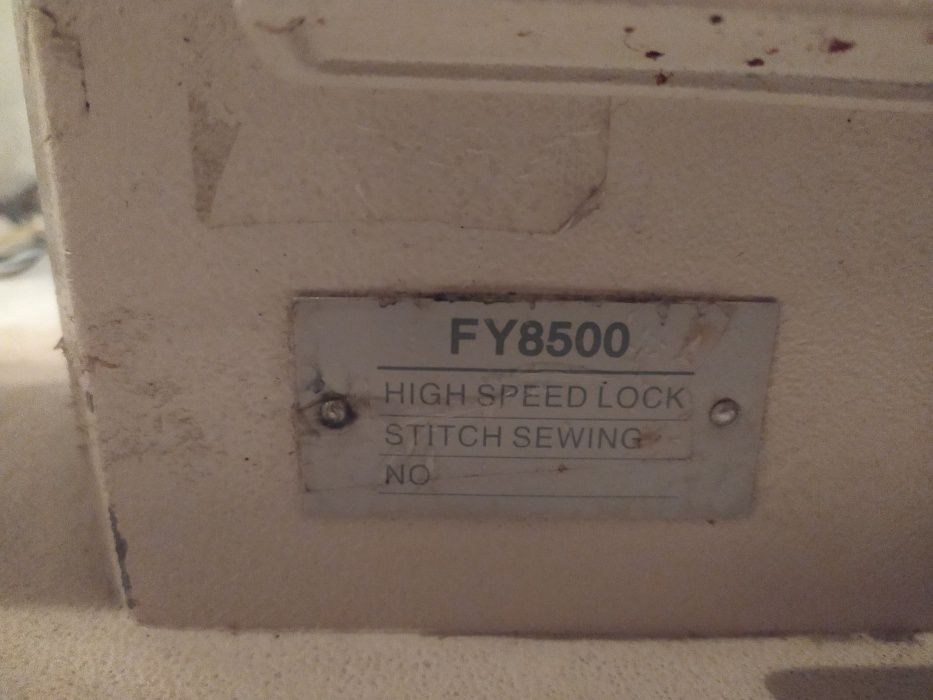 FY8500
HIGH SPEED LOCK
STITCH SEWING
NO